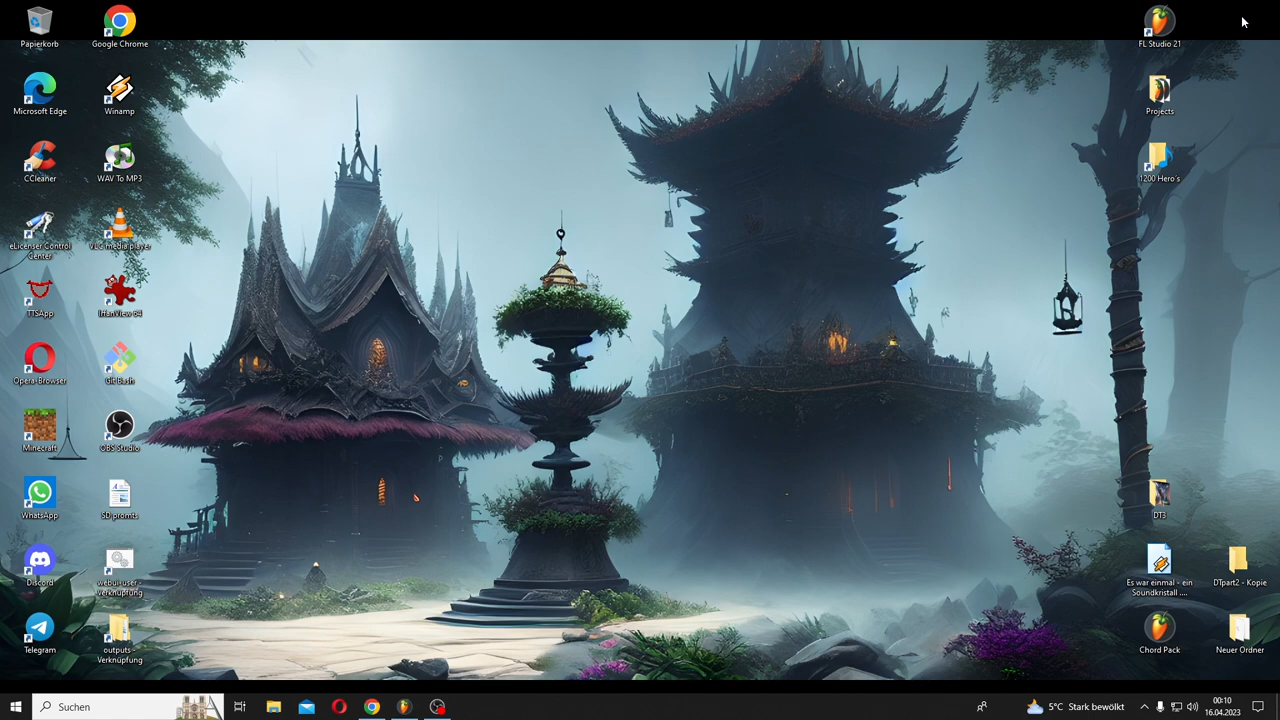 Papierkorb
Google Chrome
FL Studio 21
Microsoft Edge
Winamp
Projects
CCleaner
WAV To MP3
1200 Hero's
eLicenser Control
Center
VLC media player
TTSApp
IrfanView 64
Opera-Browser
Git Bash
Minecraft
OBS Studio
WhatsApp
SD promts
DT3
Discord
webui-user -
Verknüpfung
Es war einmal - ein
Soundkristall ....
DTpart2 - Kopie
Telegram
outputs -
Verknüpfung
Chord Pack
Neuer Ordner
Suchen
5°C Stark bewölkt
00:10
16.04.2023